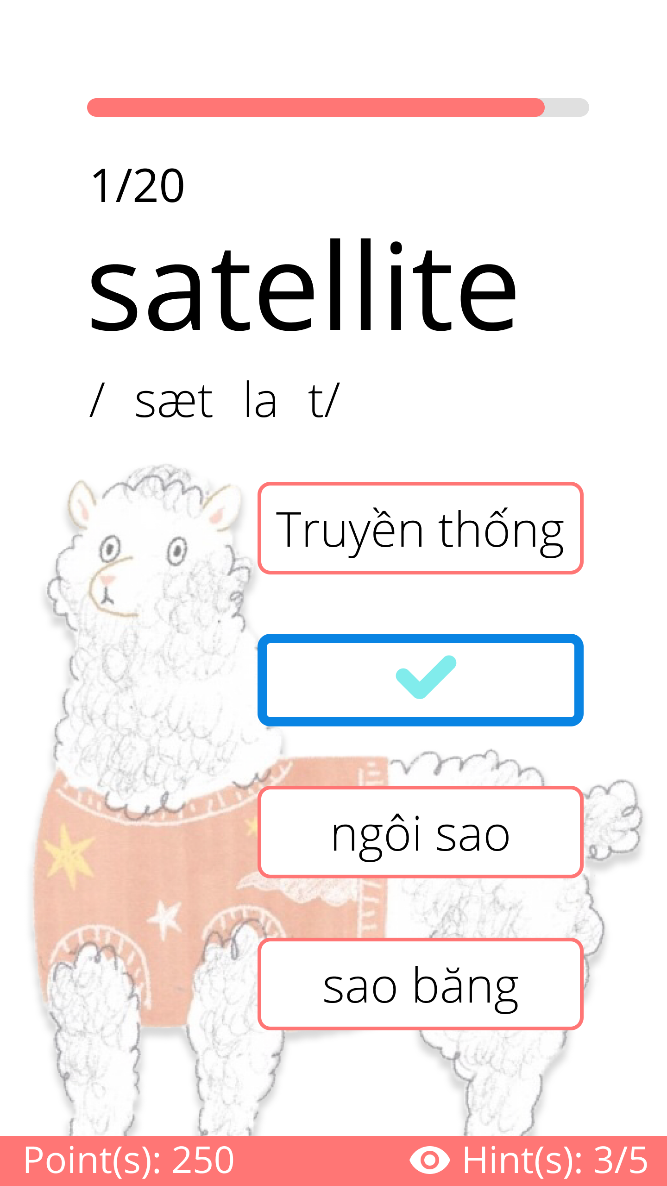 1/20
satellite
/ sæt la t/
Truyền thống
ngôi sao
sao băng
Point(s): 250
Hint(s): 3/5